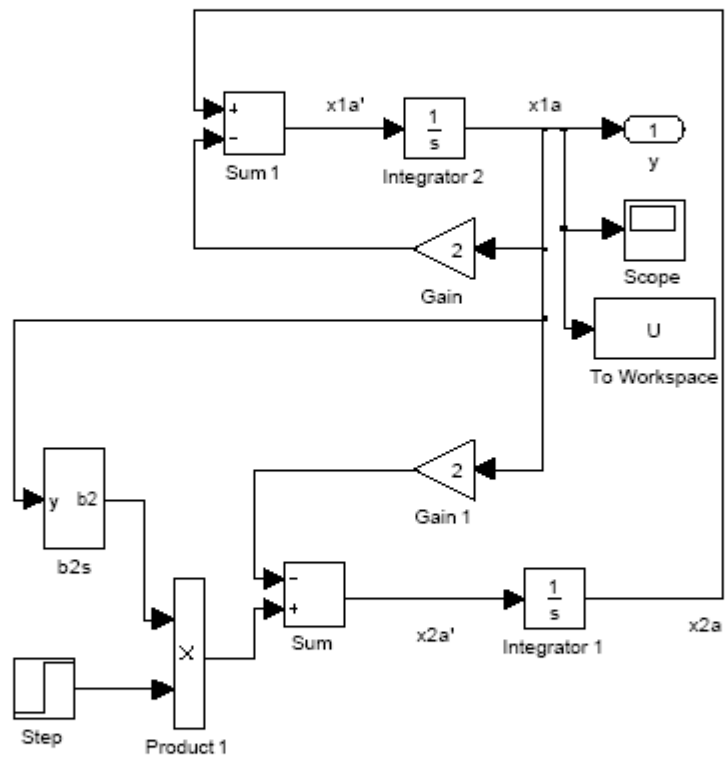 +
−
Sum 1
x1a'
1
s
Integrator 2
x1a
1
y
2
Gain
Scope
U
To Workspace
2
Gain 1
y b2
b2s
−
+
Sum
x2a'
1
s
Integrator 1
x2a
X
Product 1
Step